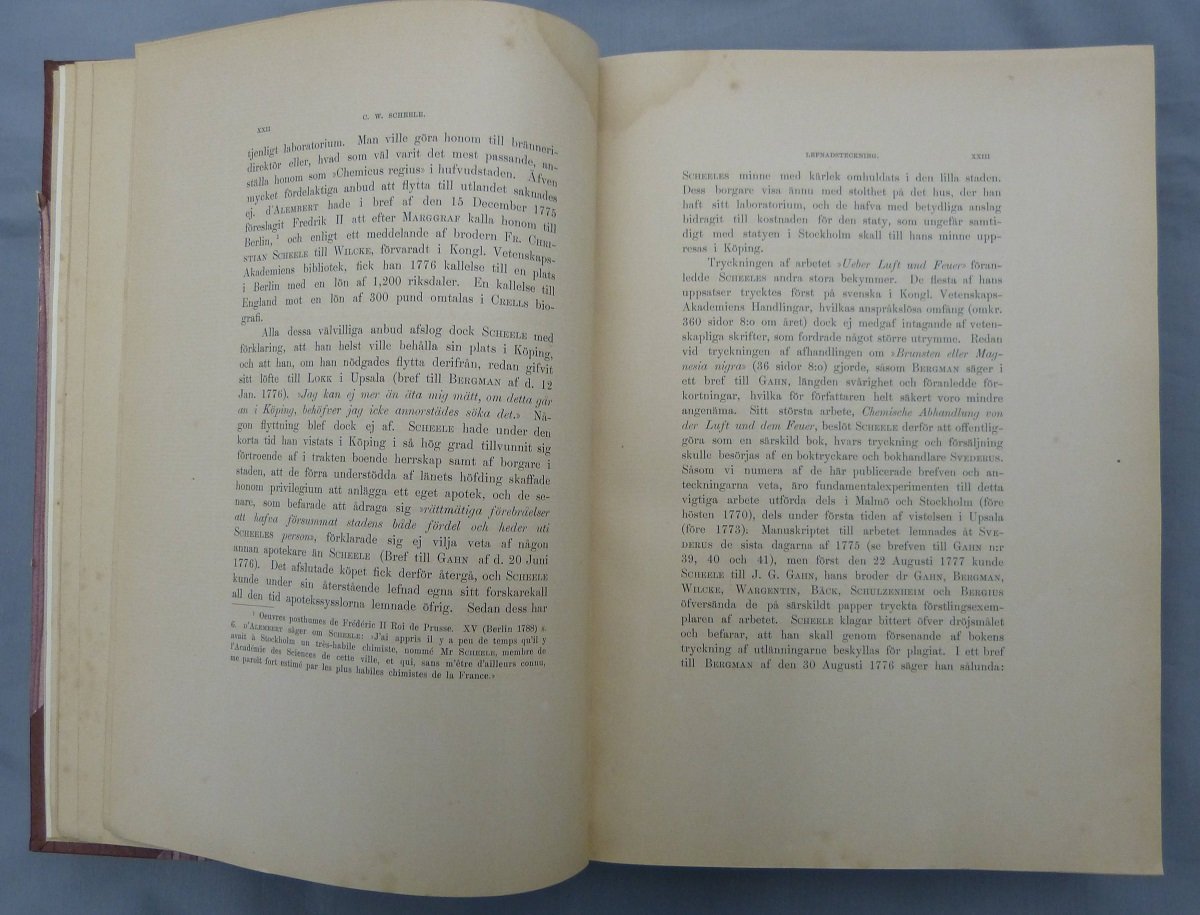 XXII
C. W. SCHEELE.
tjenligt laboratorium. Man ville göra honom till bränneri-
direktör eller, hvad som väl varit det mest passande, an-
ställa honom som »Chemicus regius» i hufvudstaden. Äfven
mycket fördelaktiga anbud att flytta till utlandet saknades
ej. D'ALEMBERT hade i bref af den 15 December 1775
föreslagit Fredrik II att efter MARGGRAF kalla honom till
Berlin,¹ och enligt ett meddelande af brodern FR. CHRI-
STIAN SCHEELE till WILCKE, förvaradt i Kongl. Vetenskaps-
Akademiens bibliotek, fick han 1776 kallelse till en plats
i Berlin med en lön af 1,200 riksdaler. En kallelse till
England mot en lön af 300 pund omtalas i CRELLS bio-
grafi.
Alla dessa välvilliga anbud afslog dock SCHEELE med
förklaring, att han helst ville behålla sin plats i Köping,
och att han, om han nödgades flytta derifrån, redan gifvit
sitt löfte till LOKK i Upsala (bref till BERGMAN af d. 12
Jan. 1776). »Jag kan ej mer än äta mig mätt, om detta går
an i Köping, behöfver jag icke annorstädes söka det.» Nå-
gon flyttning blef dock ej af. SCHEELE hade under den
korta tid han vistats i Köping i så hög grad tillvunnit sig
förtroende af i trakten boende herrskap samt af borgare i
staden, att de förra understödda af länets höfding skaffade
honom privilegium att anlägga ett eget apotek, och de se-
nare, som befarade att ådraga sig »rättmätiga förebråelser
att hafva försummat stadens både fördel och heder uti
SCHEELES person», förklarade sig ej vilja veta af någon
annan apotekare än SCHEELE (Bref till GAHN af d. 20 Juni
1776). Det afslutade köpet fick derför återgå, och SCHEELE
kunde under sin återstående lefnad egna sitt forskarekall
all den tid apotekssysslorna lemnade öfrig. Sedan dess har
¹ Oeuvres posthumes de Frédéric II Roi de Prusse. XV (Berlin 1788) s.
6. D'ALEMBERT säger om SCHEELE: »J'ai appris il y a peu de temps qu'il y
avait à Stockholm un très-habile chimiste, nommé Mr SCHEELE, membre de
l'Académie des Sciences de cette ville, et qui, sans m'être d'ailleurs connu,
me paroît fort estimé par les plus habiles chimistes de la France.»
LEFNADSTECKNING.
XXIII
SCHEELES minne med kärlek omhuldats i den lilla staden.
Dess borgare visa ännu med stolthet på det hus, der han
haft sitt laboratorium, och de hafva med betydliga anslag
bidragit till kostnaden för den staty, som ungefär samti-
digt med statyen i Stockholm skall till hans minne upp-
resas i Köping.
Tryckningen af arbetet »Ueber Luft und Feuer» föran-
ledde SCHEELES andra stora bekymmer. De flesta af hans
uppsatser trycktes först på svenska i Kongl. Vetenskaps-
Akademiens Handlingar, hvilkas anspråkslösa omfång (omkr.
360 sidor 8:o om året) dock ej medgaf intagande af veten-
skapliga skrifter, som fordrade något större utrymme. Redan
vid tryckningen af afhandlingen om »Brunsten eller Mag-
nesia nigra» (36 sidor 8:o) gjorde, såsom BERGMAN säger i
ett bref till GAHN, längden svårighet och föranledde för-
kortningar, hvilka för författaren helt säkert voro mindre
angenäma. Sitt största arbete, Chemische Abhandlung von
der Luft und dem Feuer, beslöt SCHEELE derför att offentlig-
göra som en särskild bok, hvars tryckning och försäljning
skulle besörjas af en boktryckare och bokhandlare SVEDERUS.
Såsom vi numera af de här publicerade brefven och an-
teckningarna veta, äro fundamentalexperimenten till detta
vigtiga arbete utförda dels i Malmö och Stockholm (före
hösten 1770), dels under första tiden af vistelsen i Upsala
(före 1773). Manuskriptet till arbetet lemnades åt SVE-
DERUS de sista dagarna af 1775 (se brefven till GAHN n:r
39, 40 och 41), men först den 22 Augusti 1777 kunde
SCHEELE till J. G. GAHN, hans broder dr GAHN, BERGMAN,
WILCKE, WARGENTIN, BÄCK, SCHULZENHEIM och BERGIUS
öfversända de på särskildt papper tryckta förstlingsexem-
plaren af arbetet. SCHEELE klagar bittert öfver dröjsmålet
och befarar, att han skall genom försenande af bokens
tryckning af utlänningarne beskyllas för plagiat. I ett bref
till BERGMAN af den 30 Augusti 1776 säger han sålunda: